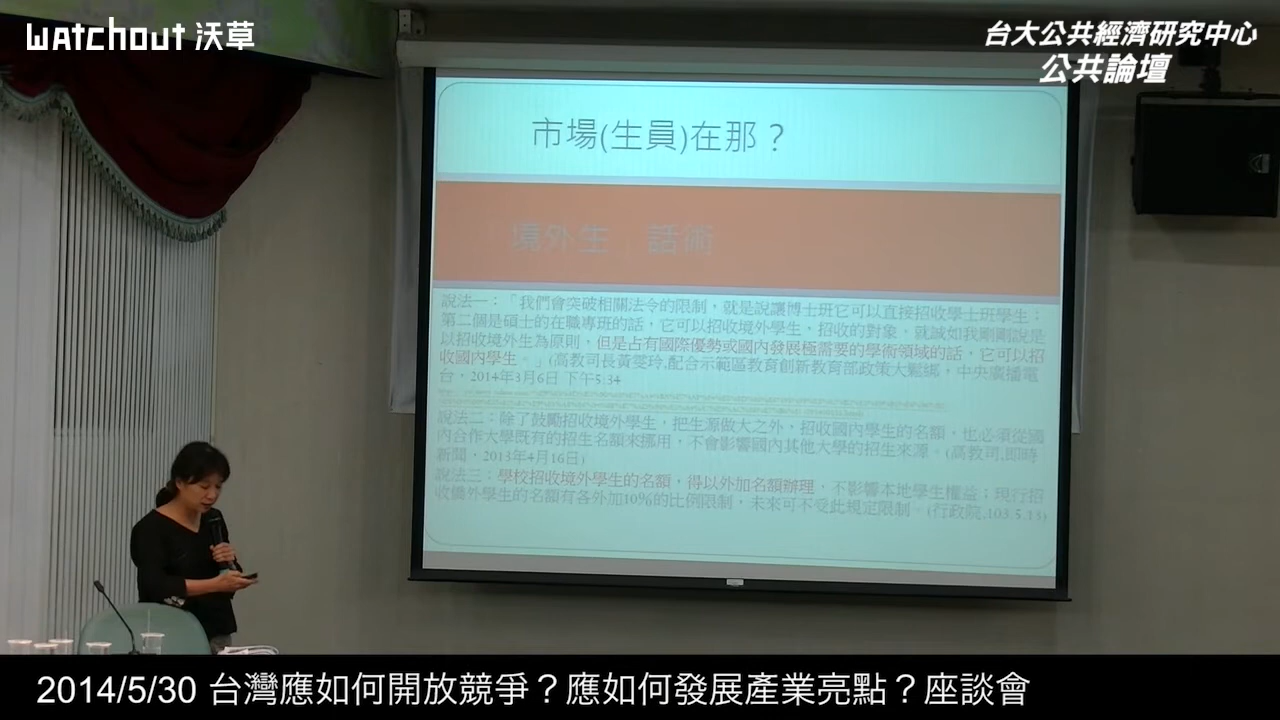 watchout 沃草
台大公共經濟研究中心
公共論壇
市場(生員)在那？
「境外生」話術
說法一：「我們會突破相關法令的限制，就是說讓博士班它可以直接招收學士班學生；
第二個是碩士的在職專班的話，它可以招收境外學生，招收的對象，就誠如我剛剛說是
以招收境外生為原則，但是占有國際優勢或國內發展極需要的學術領域的話，它可以招
收國內學生。」(高教司長黃雯玲,配合示範區教育創新教育部政策大鬆綁，中央廣播電
台，2014年3月6日 下午5:34
說法二：除了鼓勵招收境外學生，把生源做大之外，招收國內學生的名額，也必須從國
內合作大學既有的招生名額來挪用，不會影響國內其他大學的招生來源。(高教司,即時
新聞，2013年4月16日)
說法三：學校招收境外學生的名額，得以外加名額辦理，不影響本地學生權益；現行招
收僑外學生的名額有各外加10%的比例限制，未來可不受此規定限制。(行政院,103.5.13)
2014/5/30 台灣應如何開放競爭？應如何發展產業亮點？座談會